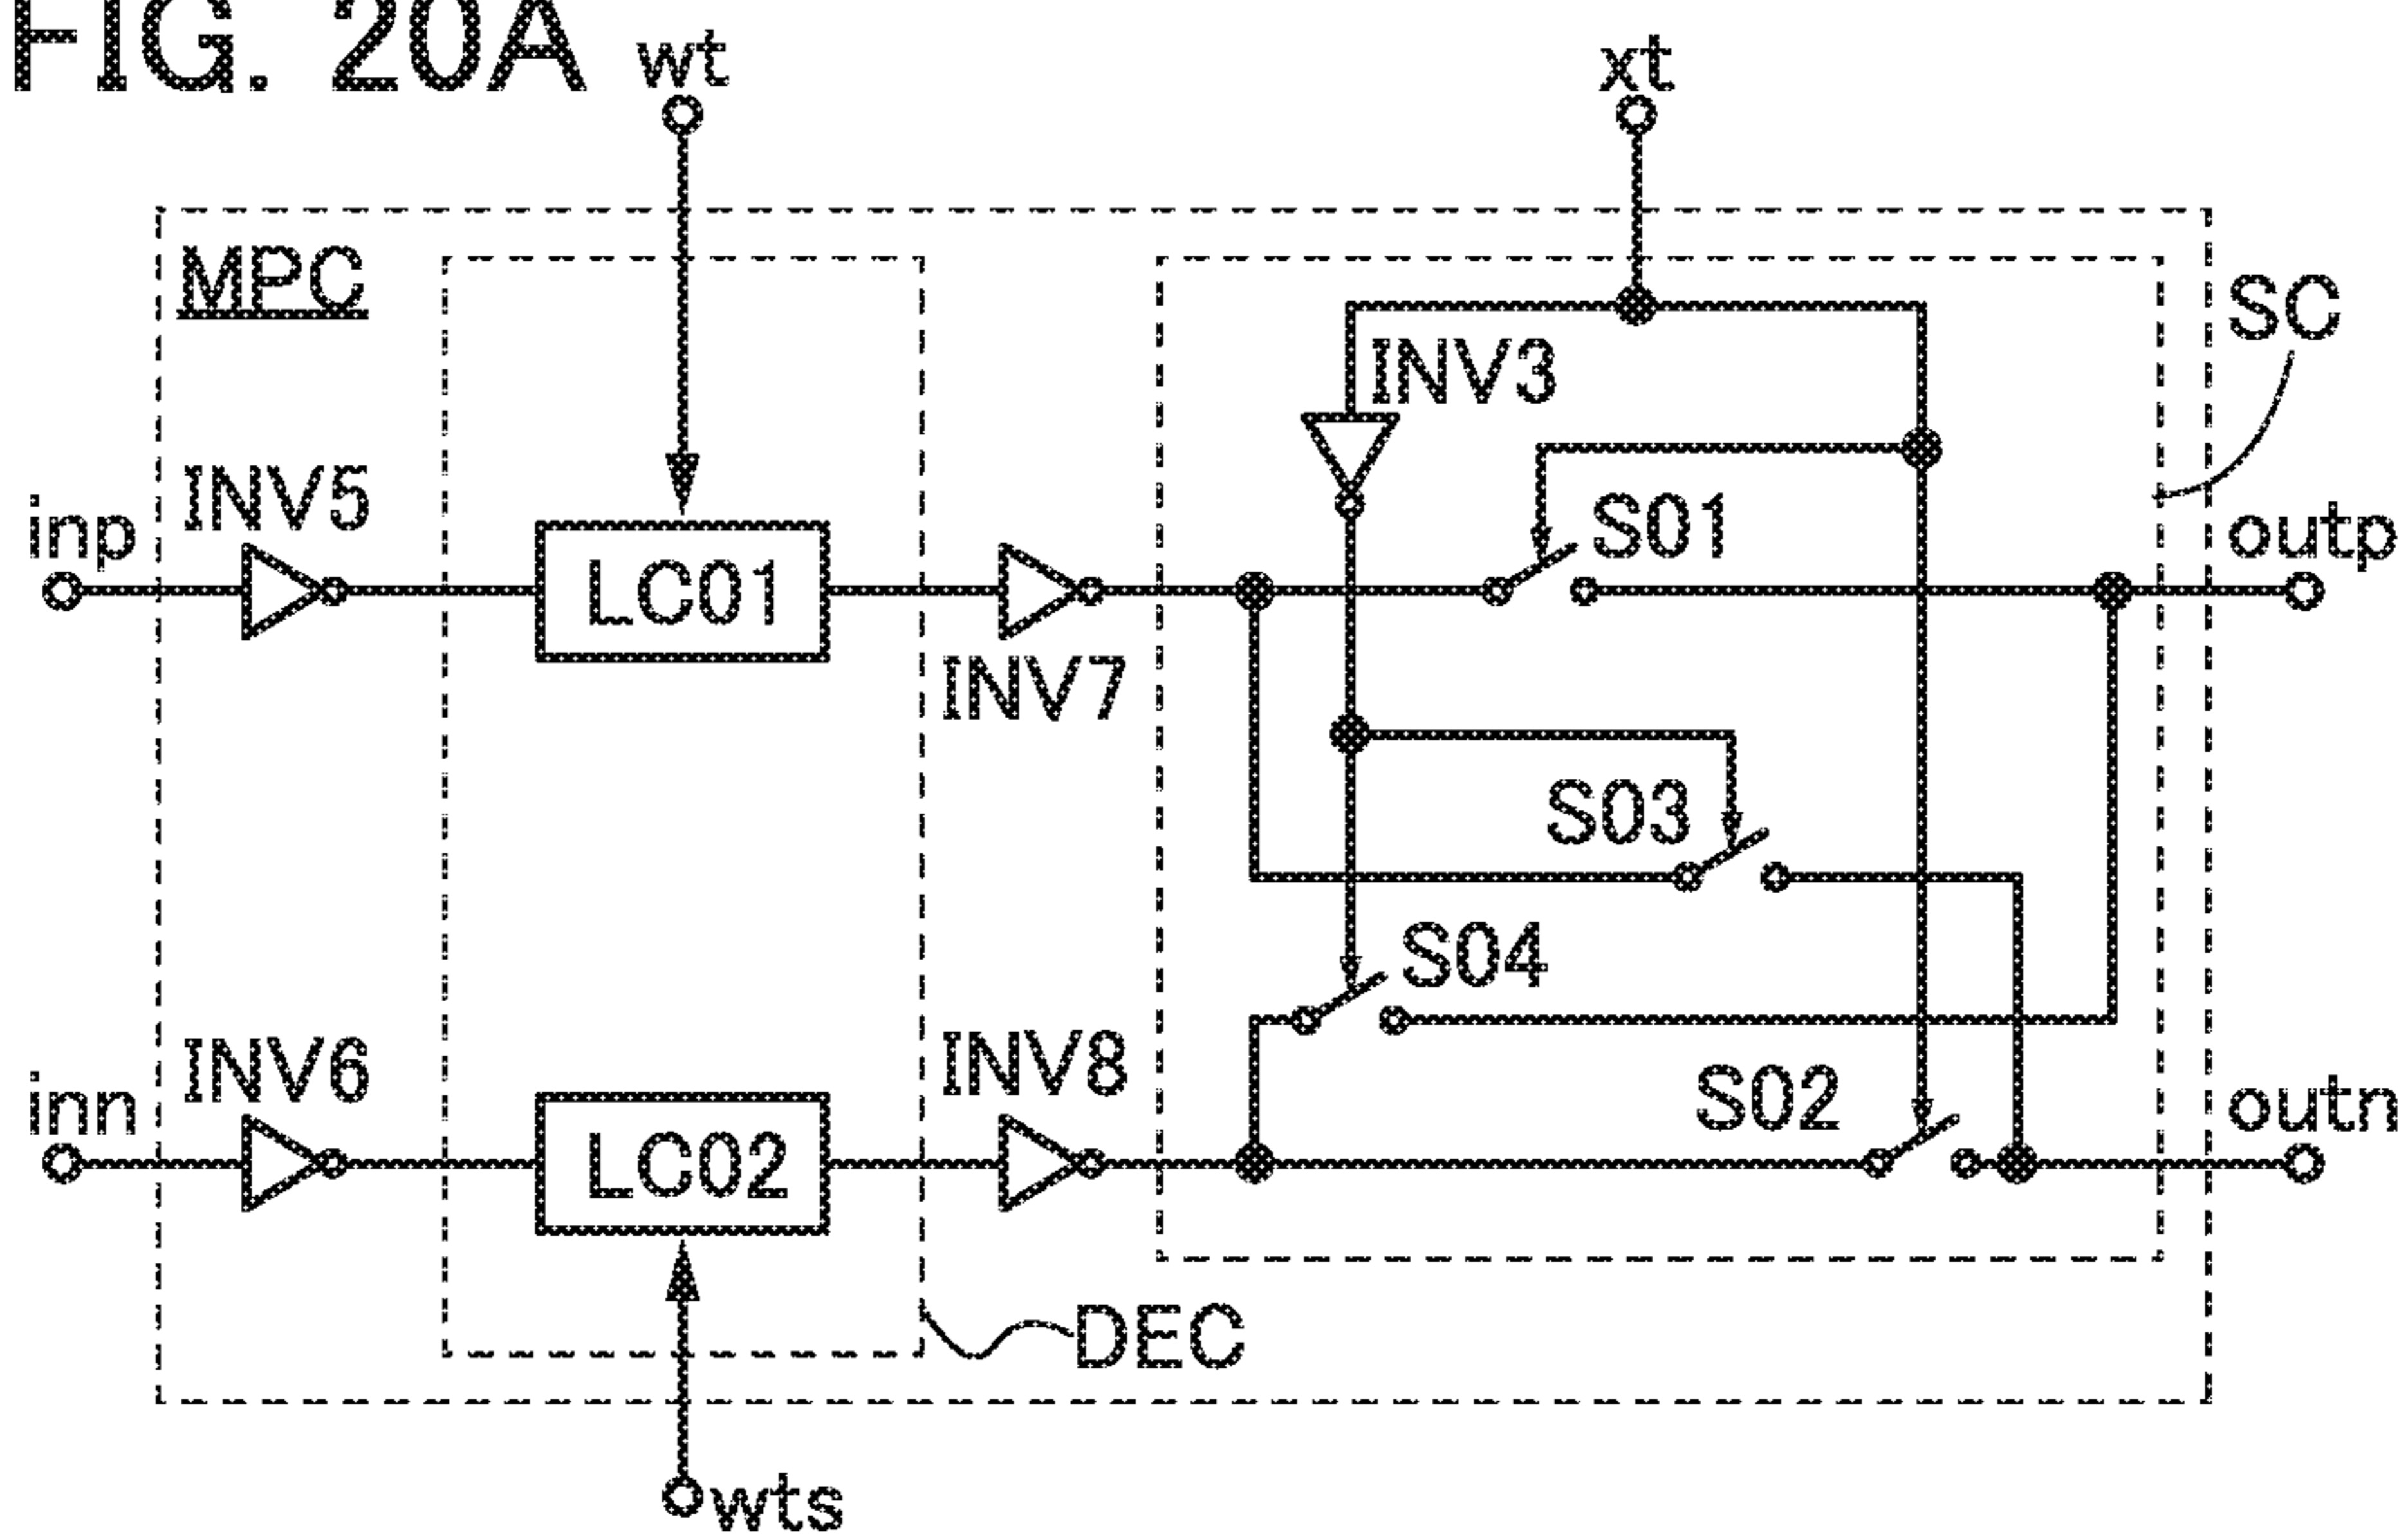 FIG. 20A
wt
xt
MPC
SC
INV3
INV5
S01
inp
outp
LC01
INV7
S03
S04
INV6
INV8
S02
inn
outn
LC02
DEC
wts